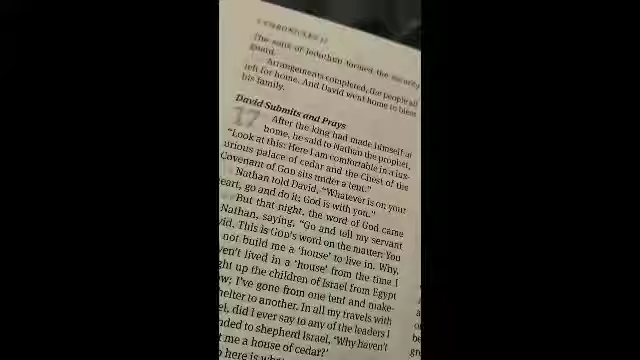 1 CHRONICLES 17
The sons of Jeduthun formed the security
guard.
Arrangements completed, the people all
left for home. And David went home to bless
his family.
David Submits and Prays
17 After the king had made himself at
home, he said to Nathan the prophet,
"Look at this: Here I am comfortable in a lux-
urious palace of cedar and the Chest of the
Covenant of God sits under a tent."
Nathan told David, "Whatever is on your
heart, go and do it; God is with you."
But that night, the word of God came
Nathan, saying, "Go and tell my servant
vid, This is God's word on the matter: You
not build me a 'house' to live in. Why,
ven't lived in a 'house' from the time I
ght up the children of Israel from Egypt
ow; I've gone from one tent and make-
helter to another. In all my travels with
el, did I ever say to any of the leaders I
nded to shepherd Israel, 'Why haven't
t me a house of cedar?'
o here is